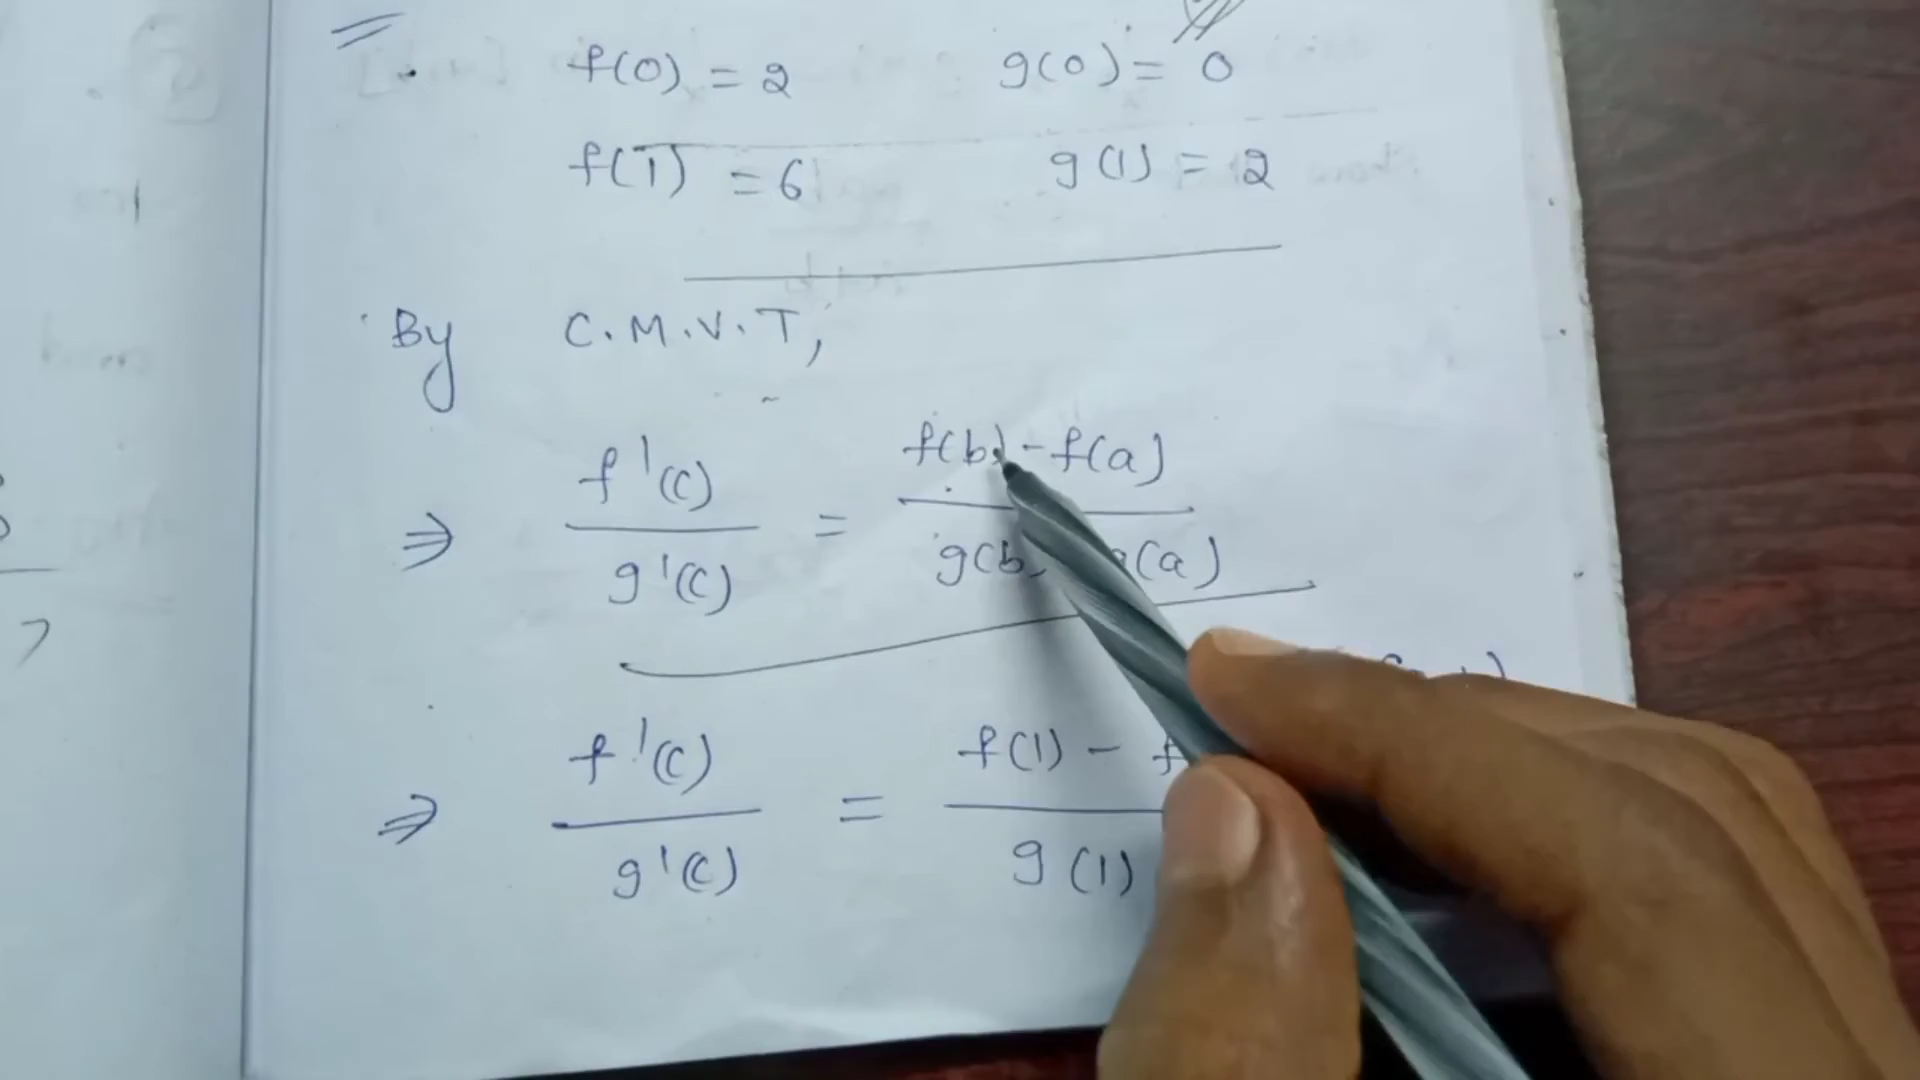 f(0) = 2 g(0) = 0
f(1) = 6 g(1) = 2
By C.M.V.T,
⇒ f'(c) / g'(c) = f(b) - f(a) / g(b) g(a)
⇒ f'(c) / g'(c) = f(1) - f / g(1)